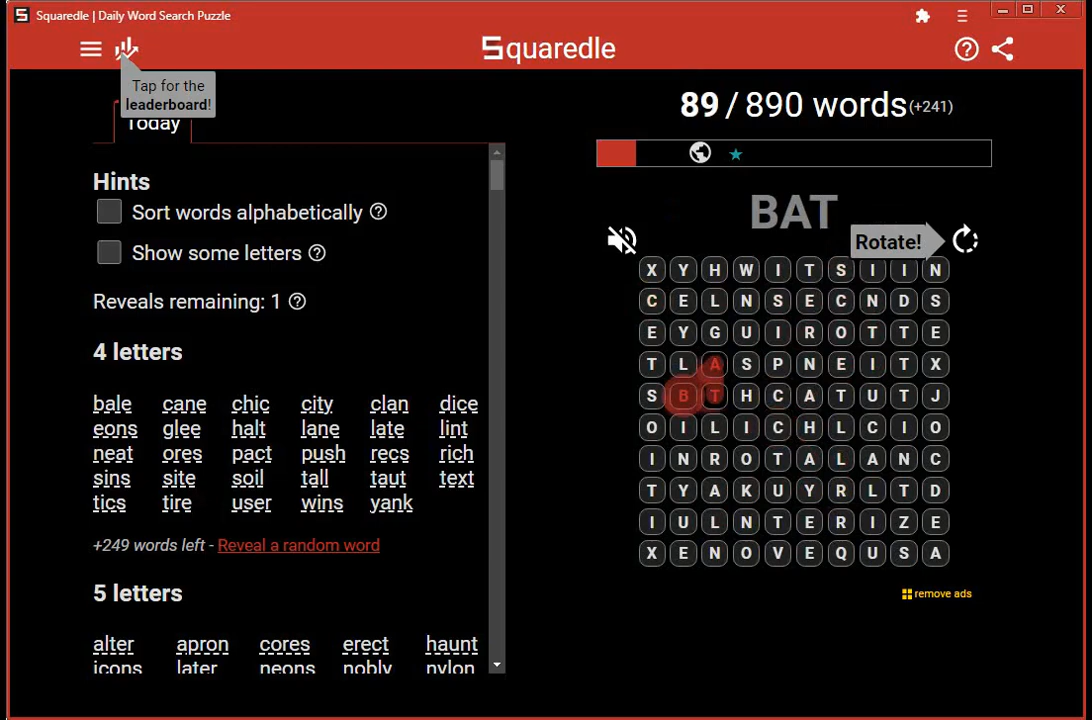 Squaredle | Daily Word Search Puzzle
Squaredle
Tap for the
leaderboard!
Today
89 / 890 words (+241)
Hints
Sort words alphabetically
Show some letters
Reveals remaining: 1
BAT
Rotate!
4 letters
bale cane chic city clan dice
eons glee halt lane late lint
neat ores pact push recs rich
sins site soil tall taut text
tics tire user wins yank
+249 words left - Reveal a random word
5 letters
alter apron cores erect haunt
icons later neons nobly nylon
X Y H W I T S I I N
C E L N S E C N D S
E Y G U I R O T T E
T L A S P N E I T X
S B T H C A T U T J
O I L I C H L C I O
I N R O T A L A N C
T Y A K U Y R L T D
I U L N T E R I Z E
X E N O V E Q U S A
remove ads